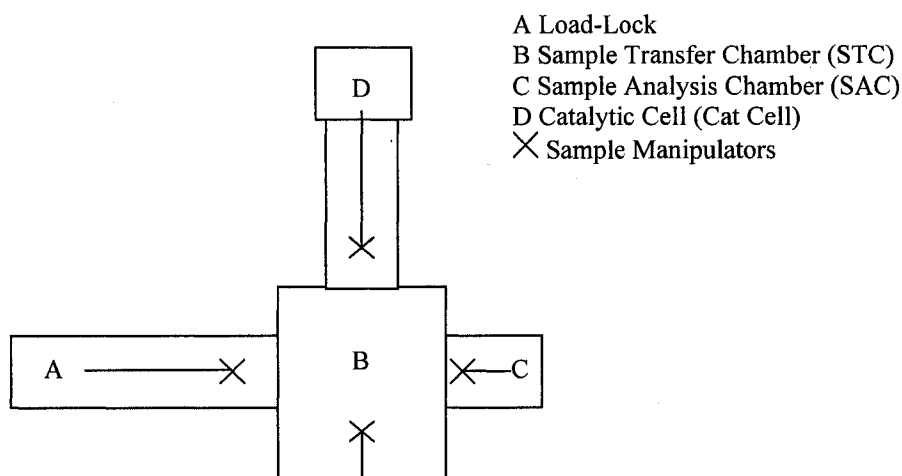 A Load-Lock
B Sample Transfer Chamber (STC)
C Sample Analysis Chamber (SAC)
D Catalytic Cell (Cat Cell)
Sample Manipulators
D
A
B
C